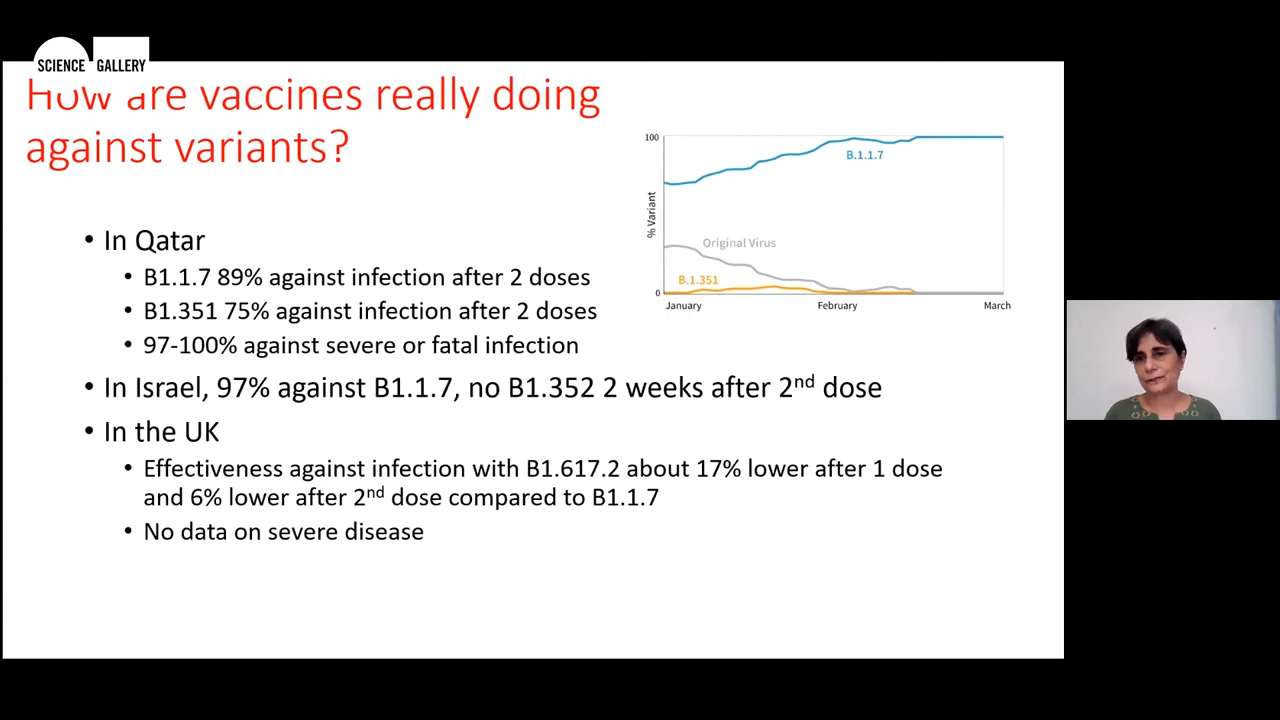 SCIENCE GALLERY
How are vaccines really doing
against variants?
• In Qatar
• B1.1.7 89% against infection after 2 doses
• B1.351 75% against infection after 2 doses
• 97-100% against severe or fatal infection
• In Israel, 97% against B1.1.7, no B1.352 2 weeks after 2nd dose
• In the UK
• Effectiveness against infection with B1.617.2 about 17% lower after 1 dose
and 6% lower after 2nd dose compared to B1.1.7
• No data on severe disease
100
B.1.1.7
% Variant
Original Virus
B.1.351
0
January February March